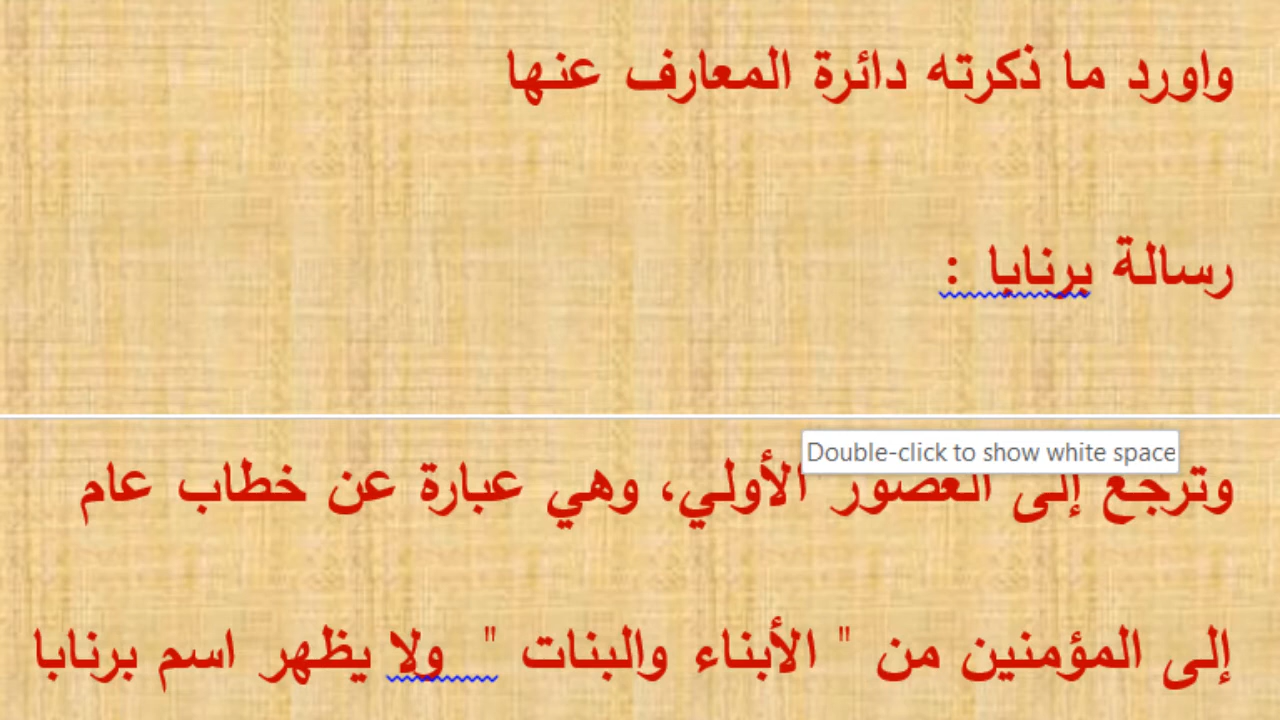 واورد ما ذكرته دائرة المعارف عنها
رسالة برنابا :
Double-click to show white space
وترجع إلى العصور الأولي، وهي عبارة عن خطاب عام
إلى المؤمنين من " الأبناء والبنات " ولا يظهر اسم برنابا